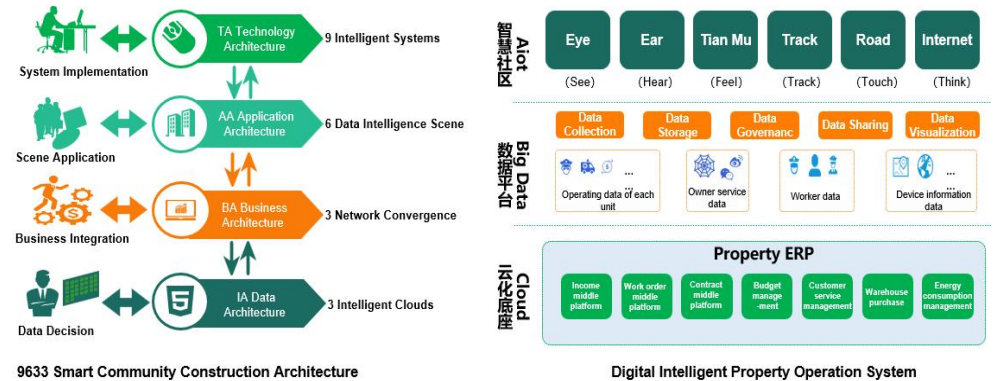 TA Technology
Architecture
9 Intelligent Systems
System Implementation
AA Application
Architecture
6 Data Intelligence Scene
Scene Application
BA Business
Architecture
3 Network Convergence
Business Integration
IA Data
Architecture
3 Intelligent Clouds
Data Decision
9633 Smart Community Construction Architecture
智慧社区
Aiot
Eye
Ear
Tian Mu
Track
Road
Internet
(See)
(Hear)
(Feel)
(Track)
(Touch)
(Think)
数据平台
Big Data
Data
Collection
Data
Storage
Data
Governanc
Data Sharing
Data
Visualization
...
...
Operating data of each
unit
Owner service
data
Worker data
...
...
Device information
data
云化底座
Cloud
Property ERP
Income
middle
platform
Work order
middle
platform
Contract
middle
platform
Budget
manage
-ment
Customer
service
management
Warehouse
purchase
Energy
consumption
management
Digital Intelligent Property Operation System